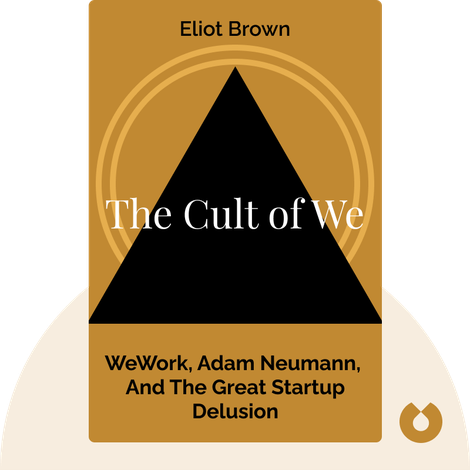 Eliot Brown
The Cult of We
WeWork, Adam Neumann,
And The Great Startup
Delusion